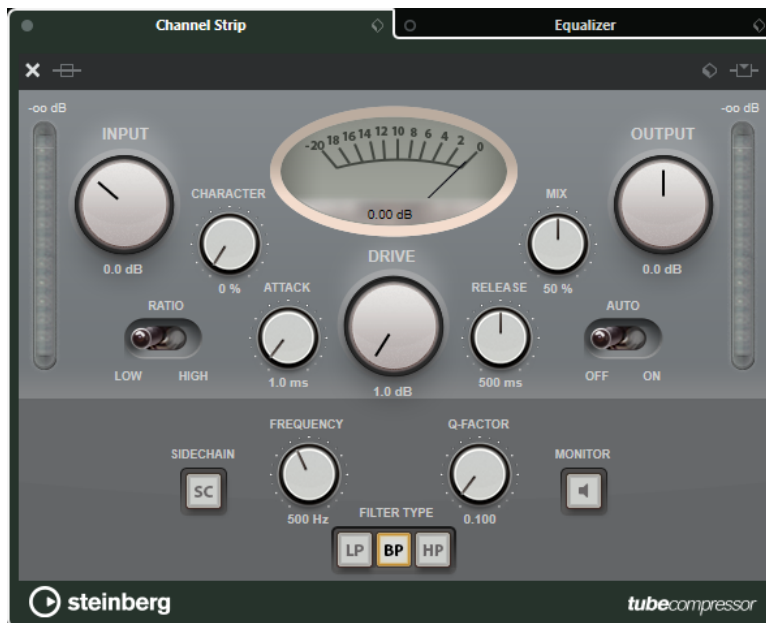 Channel Strip
Equalizer
-oo dB
-oo dB
INPUT
OUTPUT
-20 18 16 14 12 10 8 6 4 2 0
0.00 dB
CHARACTER
MIX
0.0 dB
0.0 dB
0 %
50 %
DRIVE
ATTACK
RELEASE
RATIO
AUTO
LOW
HIGH
1.0 ms
1.0 dB
500 ms
OFF
ON
FREQUENCY
Q-FACTOR
SIDECHAIN
MONITOR
SC
500 Hz
FILTER TYPE
0.100
LP
BP
HP
steinberg
tubecompressor